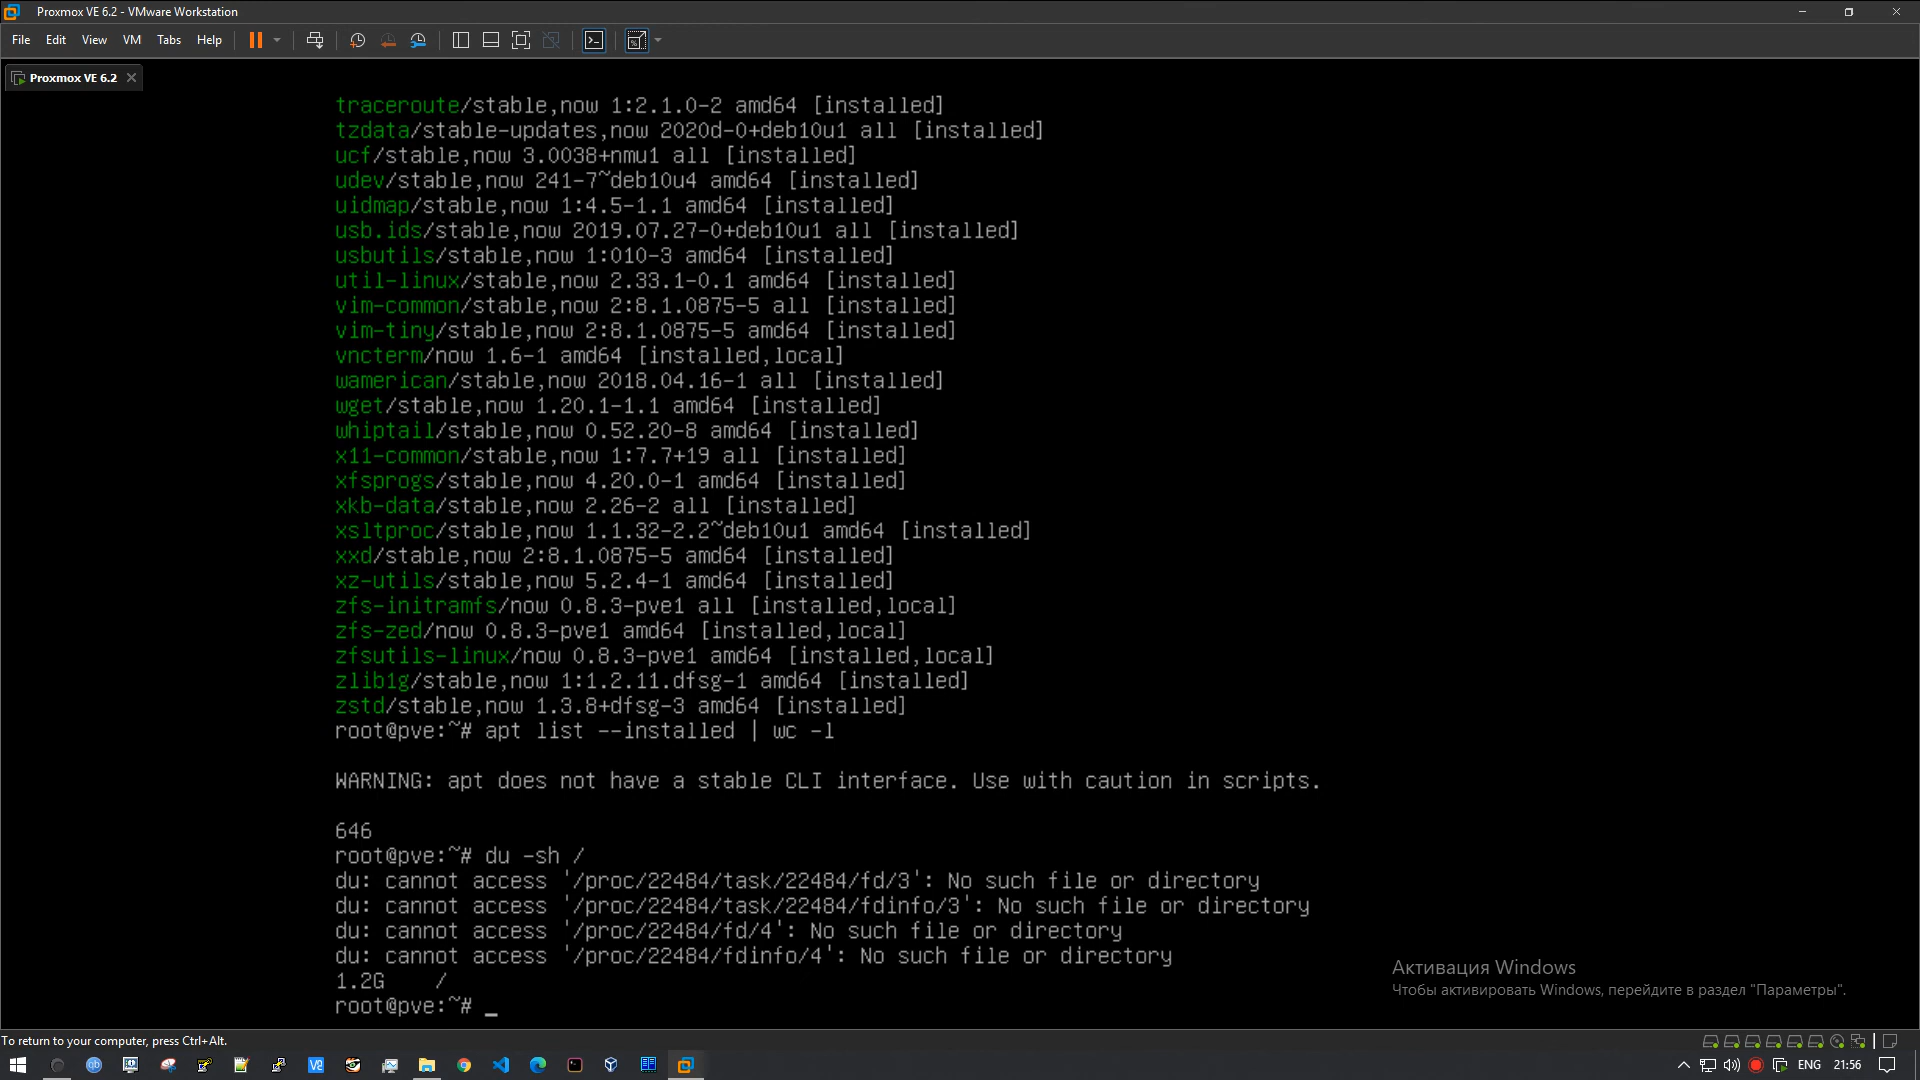 Proxmox VE 6.2 - VMware Workstation
File Edit View VM Tabs Help
Proxmox VE 6.2
traceroute/stable,now 1:2.1.0-2 amd64 [installed]
tzdata/stable-updates,now 2020d-0+deb10u1 all [installed]
ucf/stable,now 3.0038+nmu1 all [installed]
udev/stable,now 241-7~deb10u4 amd64 [installed]
uidmap/stable,now 1:4.5-1.1 amd64 [installed]
usb.ids/stable,now 2019.07.27-0+deb10u1 all [installed]
usbutils/stable,now 1:010-3 amd64 [installed]
util-linux/stable,now 2.33.1-0.1 amd64 [installed]
vim-common/stable,now 2:8.1.0875-5 all [installed]
vim-tiny/stable,now 2:8.1.0875-5 amd64 [installed]
vncterm/now 1.6-1 amd64 [installed,local]
wamerican/stable,now 2018.04.16-1 all [installed]
wget/stable,now 1.20.1-1.1 amd64 [installed]
whiptail/stable,now 0.52.20-8 amd64 [installed]
x11-common/stable,now 1:7.7+19 all [installed]
xfsprogs/stable,now 4.20.0-1 amd64 [installed]
xkb-data/stable,now 2.26-2 all [installed]
xsltproc/stable,now 1.1.32-2.2~deb10u1 amd64 [installed]
xxd/stable,now 2:8.1.0875-5 amd64 [installed]
xz-utils/stable,now 5.2.4-1 amd64 [installed]
zfs-initramfs/now 0.8.3-pve1 all [installed,local]
zfs-zed/now 0.8.3-pve1 amd64 [installed,local]
zfsutils-linux/now 0.8.3-pve1 amd64 [installed,local]
zlib1g/stable,now 1:1.2.11.dfsg-1 amd64 [installed]
zstd/stable,now 1.3.8+dfsg-3 amd64 [installed]
root@pve:~# apt list --installed | wc -l
WARNING: apt does not have a stable CLI interface. Use with caution in scripts.
646
root@pve:~# du -sh /
du: cannot access '/proc/22484/task/22484/fd/3': No such file or directory
du: cannot access '/proc/22484/task/22484/fdinfo/3': No such file or directory
du: cannot access '/proc/22484/fd/4': No such file or directory
du: cannot access '/proc/22484/fdinfo/4': No such file or directory
1.2G /
root@pve:~# _
Активация Windows
Чтобы активировать Windows, перейдите в раздел "Параметры".
To return to your computer, press Ctrl+Alt.
ENG 21:56